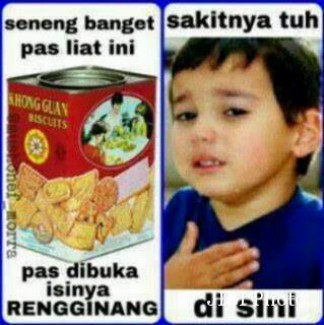 seneng banget
pas liat ini
KHONG GUAN
BISCUITS
pas dibuka
isinya
RENGGINANG
sakitnya tuh
di sini